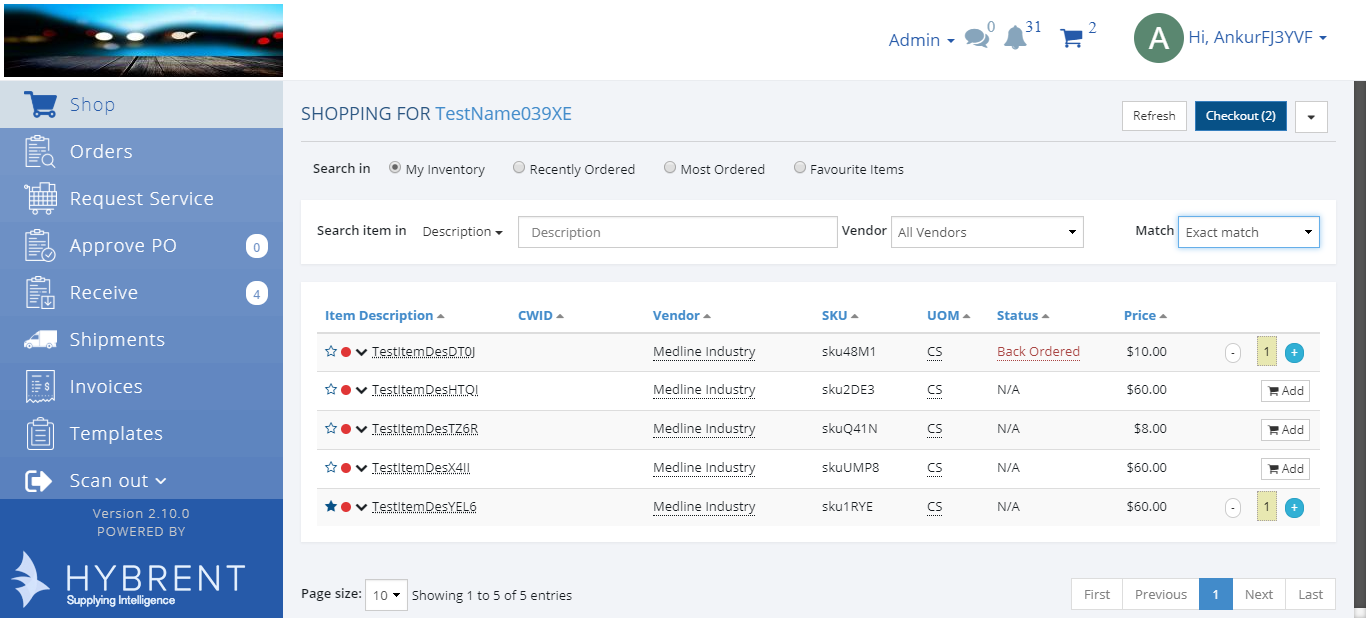 Admin 0 31 2 A Hi, AnkurFJ3YVF
Shop
Orders
Request Service
Approve PO 0
Receive 4
Shipments
Invoices
Templates
Scan out
Version 2.10.0
POWERED BY
HYBRENT
Supplying Intelligence
SHOPPING FOR TestName039XE
Refresh Checkout (2)
Search in My Inventory Recently Ordered Most Ordered Favourite Items
Search item in Description Description Vendor All Vendors Match Exact match
Item Description CWID Vendor SKU UOM Status Price
TestItemDesDT0J Medline Industry sku48M1 CS Back Ordered $10.00 - 1 +
TestItemDesHTQI Medline Industry sku2DE3 CS N/A $60.00 Add
TestItemDesTZ6R Medline Industry skuQ41N CS N/A $8.00 Add
TestItemDesX4II Medline Industry skuUMP8 CS N/A $60.00 Add
TestItemDesYEL6 Medline Industry sku1RYE CS N/A $60.00 - 1 +
Page size: 10 Showing 1 to 5 of 5 entries
First Previous 1 Next Last